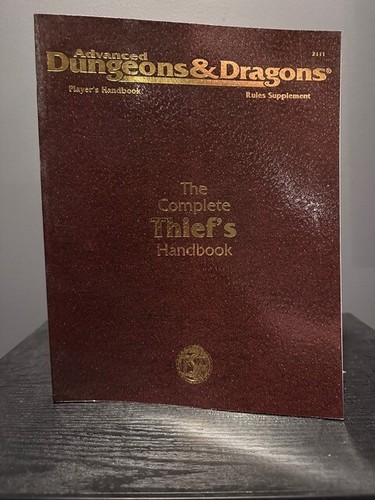 Advanced
Dungeons & Dragons®
2111
Player's Handbook
Rules Supplement
The
Complete
Thief's
Handbook